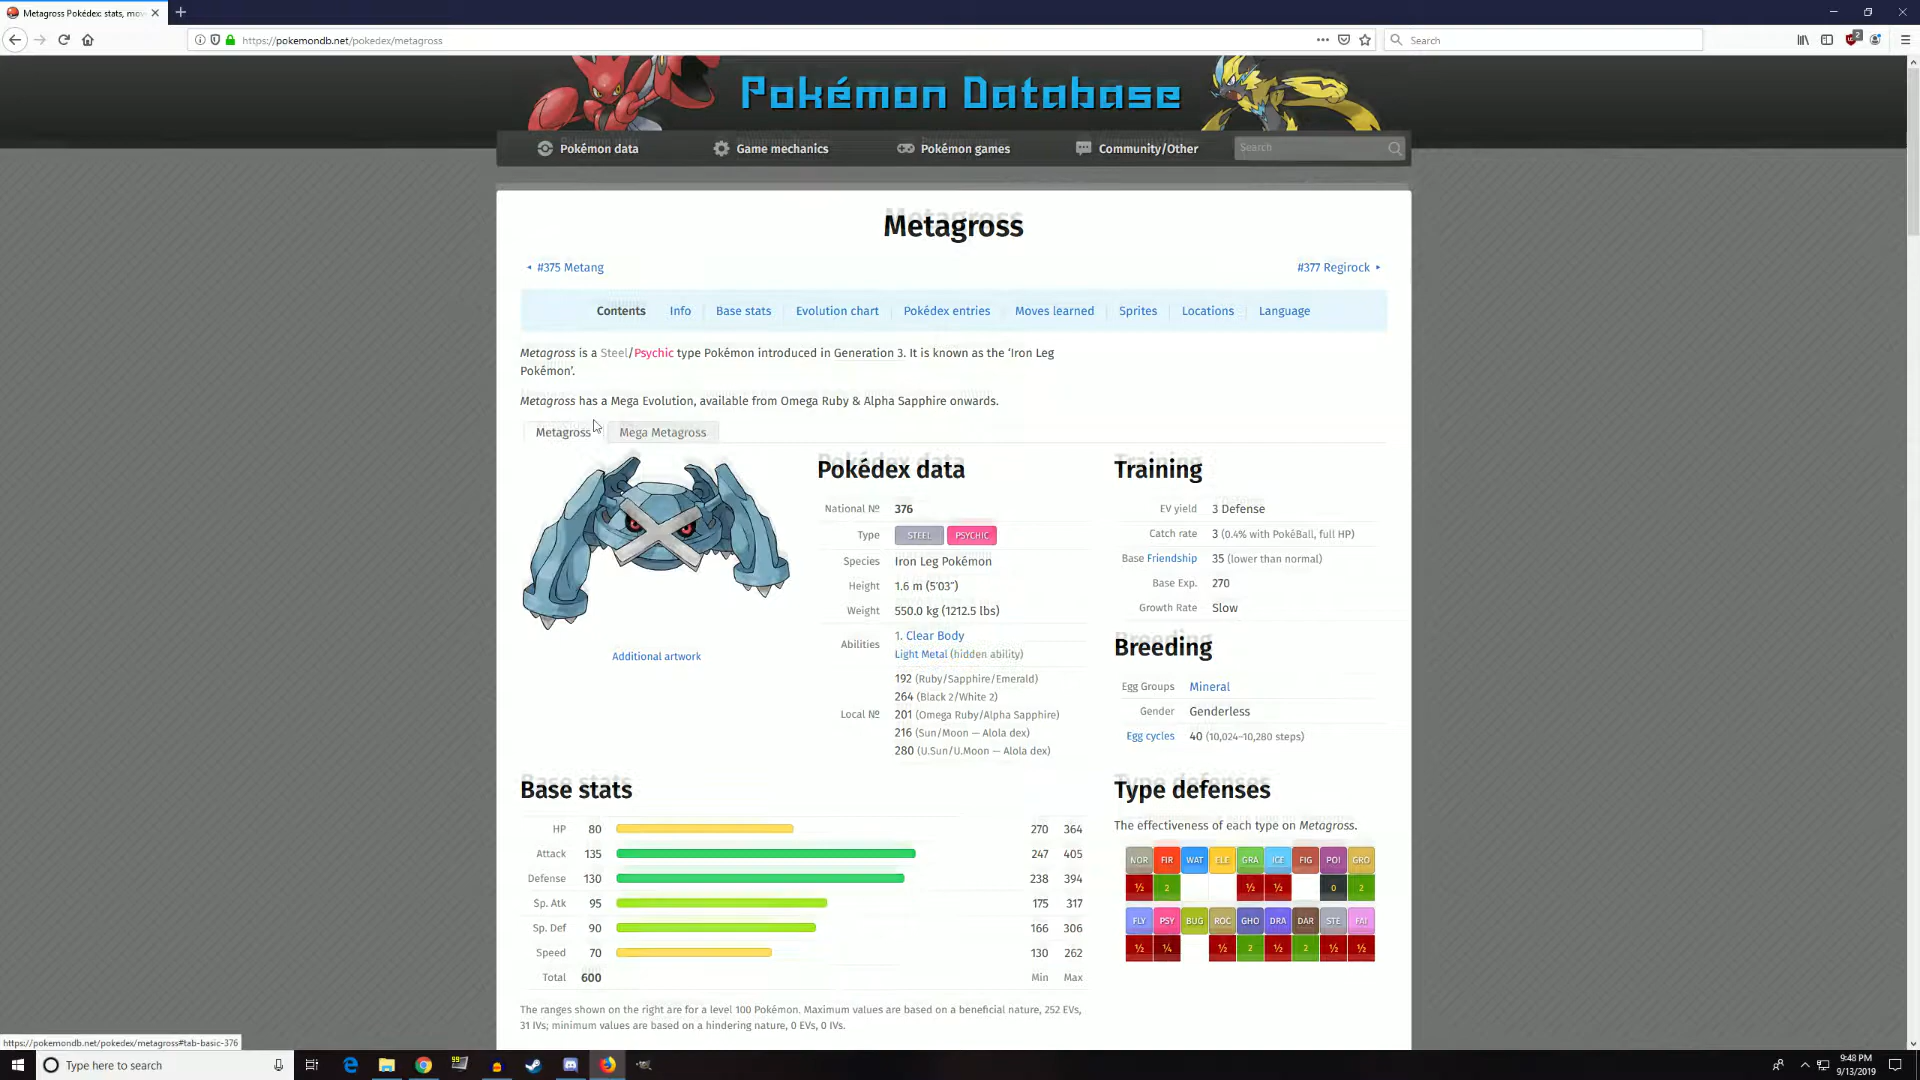 Metagross Pokédex: stats, mov
https://pokemondb.net/pokedex/metagross
Search
2
Pokémon Database
Pokémon data
Game mechanics
Pokémon games
Community/Other
Search
Metagross
#375 Metang
#377 Regirock
Contents
Info
Base stats
Evolution chart
Pokédex entries
Moves learned
Sprites
Locations
Language
Metagross is a Steel/Psychic type Pokémon introduced in Generation 3. It is known as the ‘Iron Leg
Pokémon’.
Metagross has a Mega Evolution, available from Omega Ruby & Alpha Sapphire onwards.
Metagross
Mega Metagross
Additional artwork
Pokédex data
National № 376
Type STEEL PSYCHIC
Species Iron Leg Pokémon
Height 1.6 m (5′03″)
Weight 550.0 kg (1212.5 lbs)
Abilities 1. Clear Body
Light Metal (hidden ability)
Local № 192 (Ruby/Sapphire/Emerald)
264 (Black 2/White 2)
201 (Omega Ruby/Alpha Sapphire)
216 (Sun/Moon — Alola dex)
280 (U.Sun/U.Moon — Alola dex)
Training
EV yield 3 Defense
Catch rate 3 (0.4% with PokéBall, full HP)
Base Friendship 35 (lower than normal)
Base Exp. 270
Growth Rate Slow
Breeding
Egg Groups Mineral
Gender Genderless
Egg cycles 40 (10,024–10,280 steps)
Base stats
HP 80 270 364
Attack 135 247 405
Defense 130 238 394
Sp. Atk 95 175 317
Sp. Def 90 166 306
Speed 70 130 262
Total 600 Min Max
The ranges shown on the right are for a level 100 Pokémon. Maximum values are based on a beneficial nature, 252 EVs,
31 IVs; minimum values are based on a hindering nature, 0 EVs, 0 IVs.
Type defenses
The effectiveness of each type on Metagross.
NOR FIR WAT ELE GRA ICE FIG POI GRO
½ 2 ½ ½ 0 2
FLY PSY BUG ROC GHO DRA DAR STE FAI
½ ¼ ½ 2 ½ 2 ½ ½
https://pokemondb.net/pokedex/metagross#tab-basic-376
Type here to search
9:48 PM
9/13/2019